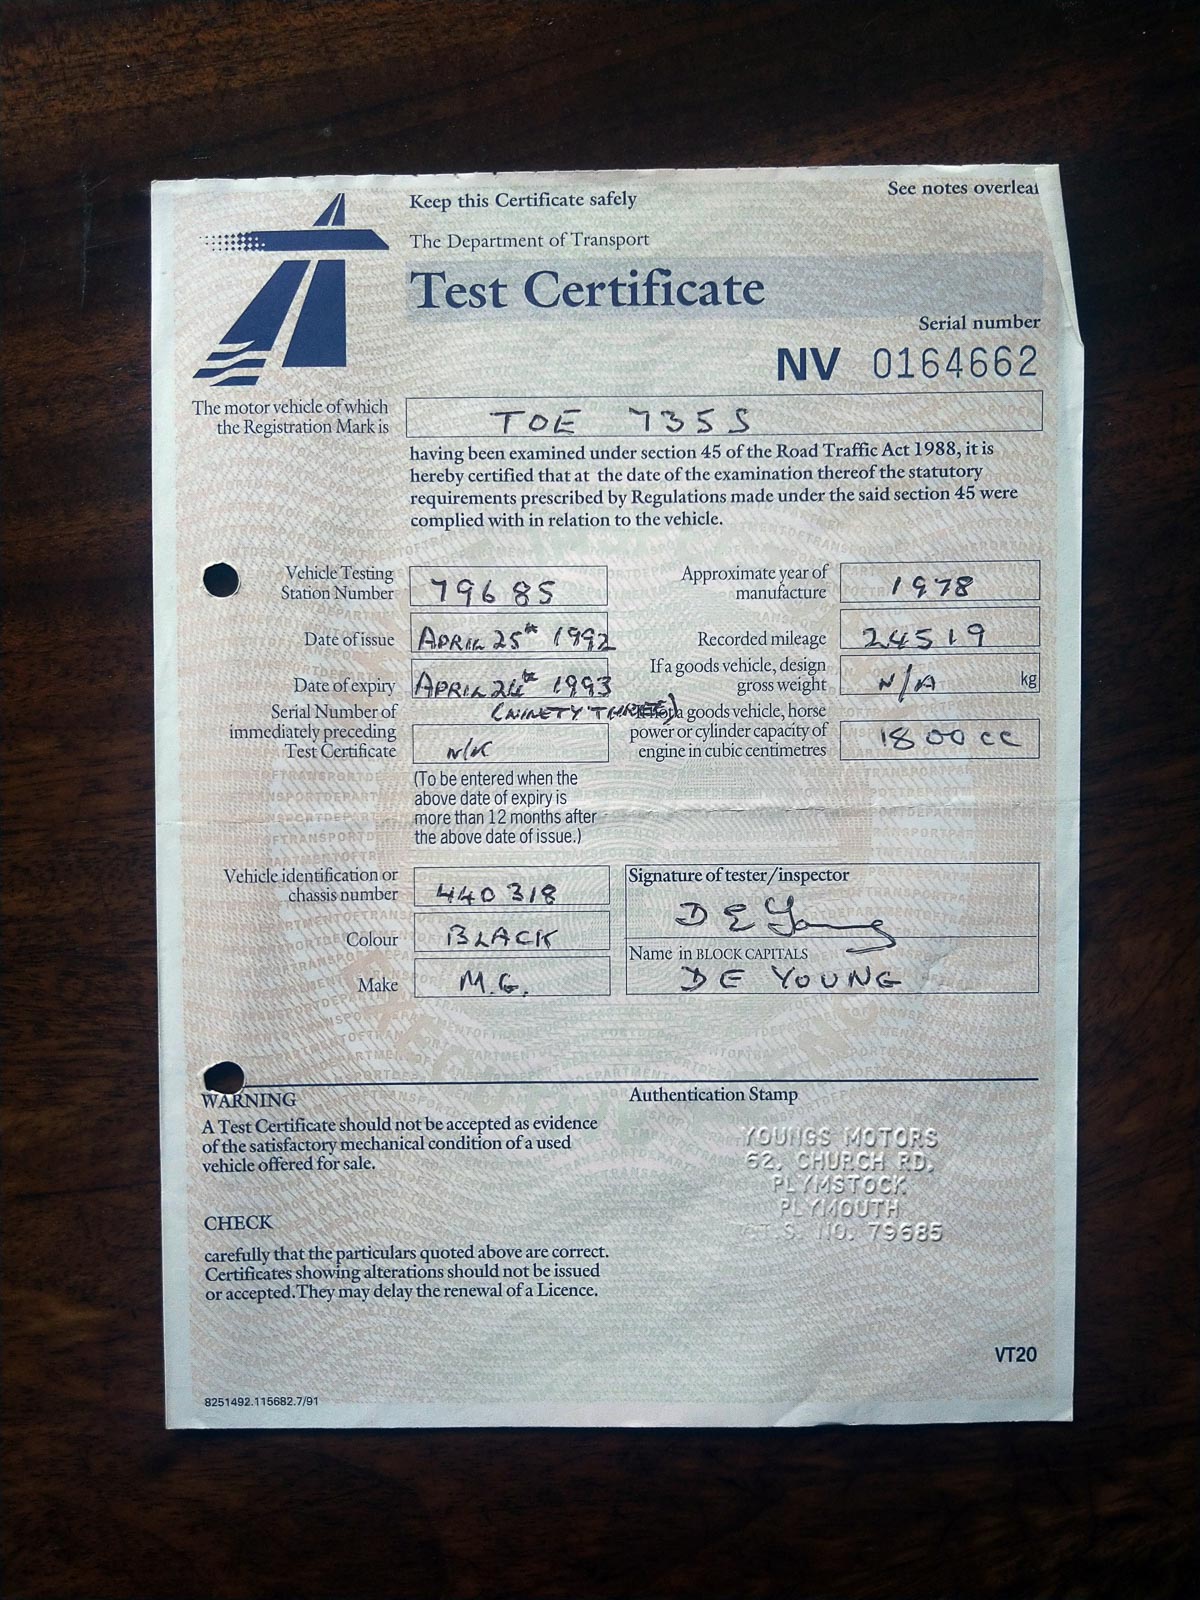 Keep this Certificate safely
See notes overleaf
The Department of Transport
Test Certificate
Serial number
NV 0164662
The motor vehicle of which
the Registration Mark is
TOE 735S
having been examined under section 45 of the Road Traffic Act 1988, it is
hereby certified that at the date of the examination thereof the statutory
requirements prescribed by Regulations made under the said section 45 were
complied with in relation to the vehicle.
Vehicle Testing
Station Number
79685
Approximate year of
manufacture
1978
Date of issue
APRIL 25th 1992
Recorded mileage
24519
Date of expiry
APRIL 24th 1993
(NINETY THREE)
If a goods vehicle, design
gross weight
N/A
kg
Serial Number of
immediately preceding
Test Certificate
N/K
If not a goods vehicle, horse
power or cylinder capacity of
engine in cubic centimetres
1800 cc
(To be entered when the
above date of expiry is
more than 12 months after
the above date of issue.)
Vehicle identification or
chassis number
440318
Colour
BLACK
Make
M.G.
Signature of tester/inspector
D E Young
Name in BLOCK CAPITALS
D E YOUNG
WARNING
A Test Certificate should not be accepted as evidence
of the satisfactory mechanical condition of a used
vehicle offered for sale.
CHECK
carefully that the particulars quoted above are correct.
Certificates showing alterations should not be issued
or accepted. They may delay the renewal of a Licence.
Authentication Stamp
YOUNGS MOTORS
62, CHURCH RD.
PLYMSTOCK
PLYMOUTH
S. NO. 79685
VT20
8251492.115682.7/91